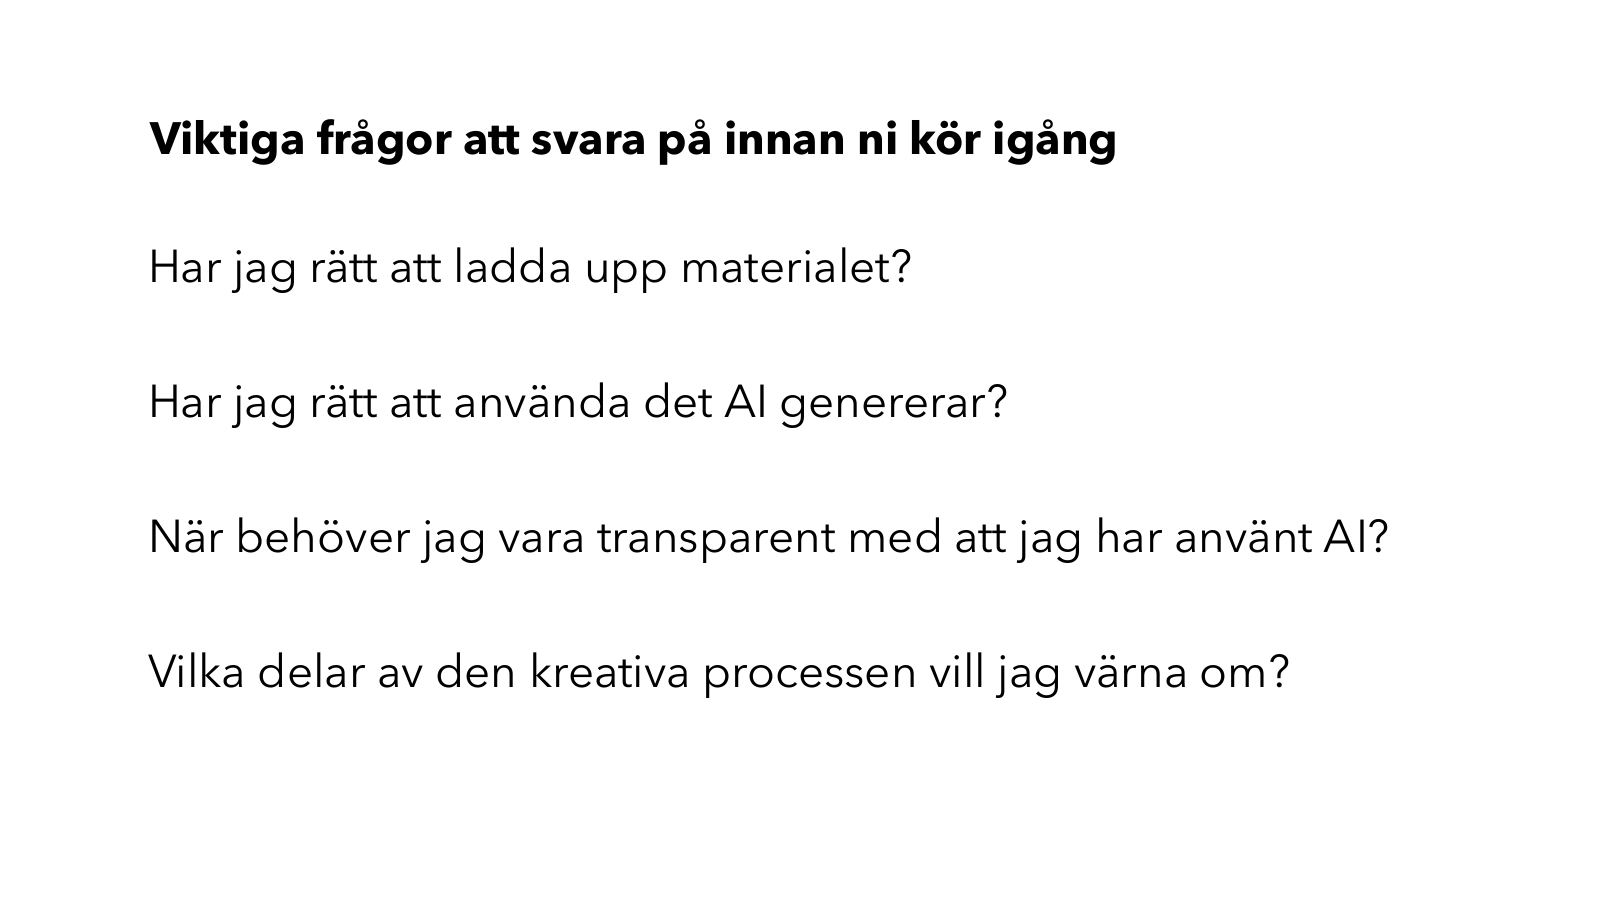 Viktiga frågor att svara på innan ni kör igång
Har jag rätt att ladda upp materialet?
Har jag rätt att använda det AI genererar?
När behöver jag vara transparent med att jag har använt AI?
Vilka delar av den kreativa processen vill jag värna om?